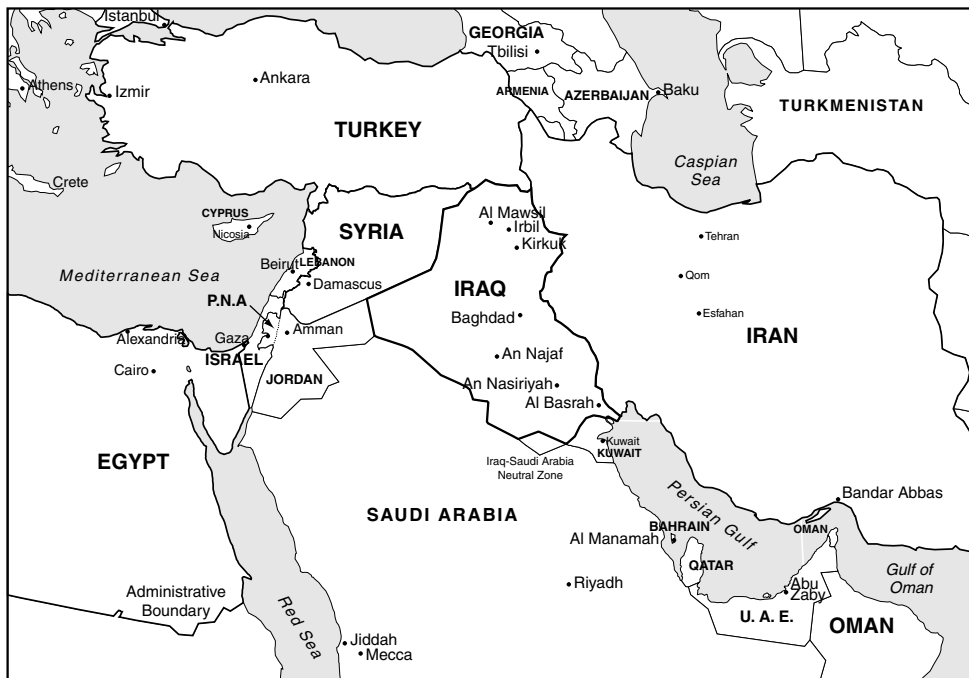 Istanbul
GEORGIA
Tbilisi
Athens
Izmir
Ankara
ARMENIA
AZERBAIJAN
Baku
TURKMENISTAN
TURKEY
Caspian
Sea
Crete
CYPRUS
Nicosia
SYRIA
Al Mawsil
Irbil
Kirkuk
Tehran
Mediterranean Sea
Beirut
LEBANON
Damascus
IRAQ
Qom
P.N.A
Baghdad
Esfahan
IRAN
Alexandria
Gaza
Amman
ISRAEL
Cairo
JORDAN
An Najaf
An Nasiriyah
Al Basrah
EGYPT
Iraq-Saudi Arabia
Neutral Zone
Kuwait
KUWAIT
SAUDI ARABIA
Persian Gulf
Bandar Abbas
BAHRAIN
Al Manamah
OMAN
QATAR
Gulf of
Oman
Administrative
Boundary
Red Sea
Riyadh
Abu
Zaby
U. A. E.
OMAN
Jiddah
Mecca